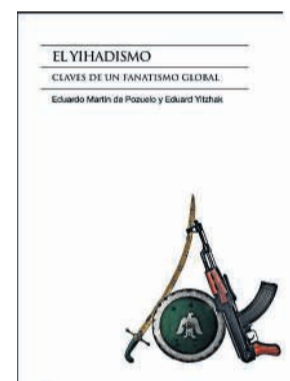 EL YIHADISMO
CLAVES DE UN FANATISMO GLOBAL
Eduardo Martín de Pozuelo y Eduard Yitzhak